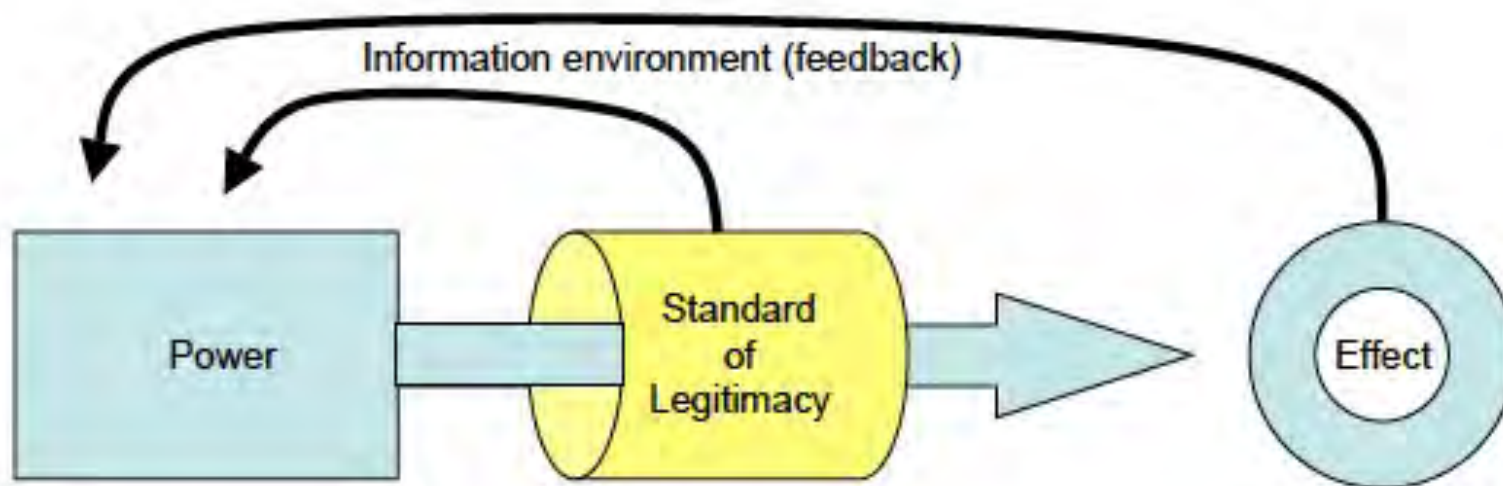 Information environment (feedback)
Power
Standard
of
Legitimacy
Effect